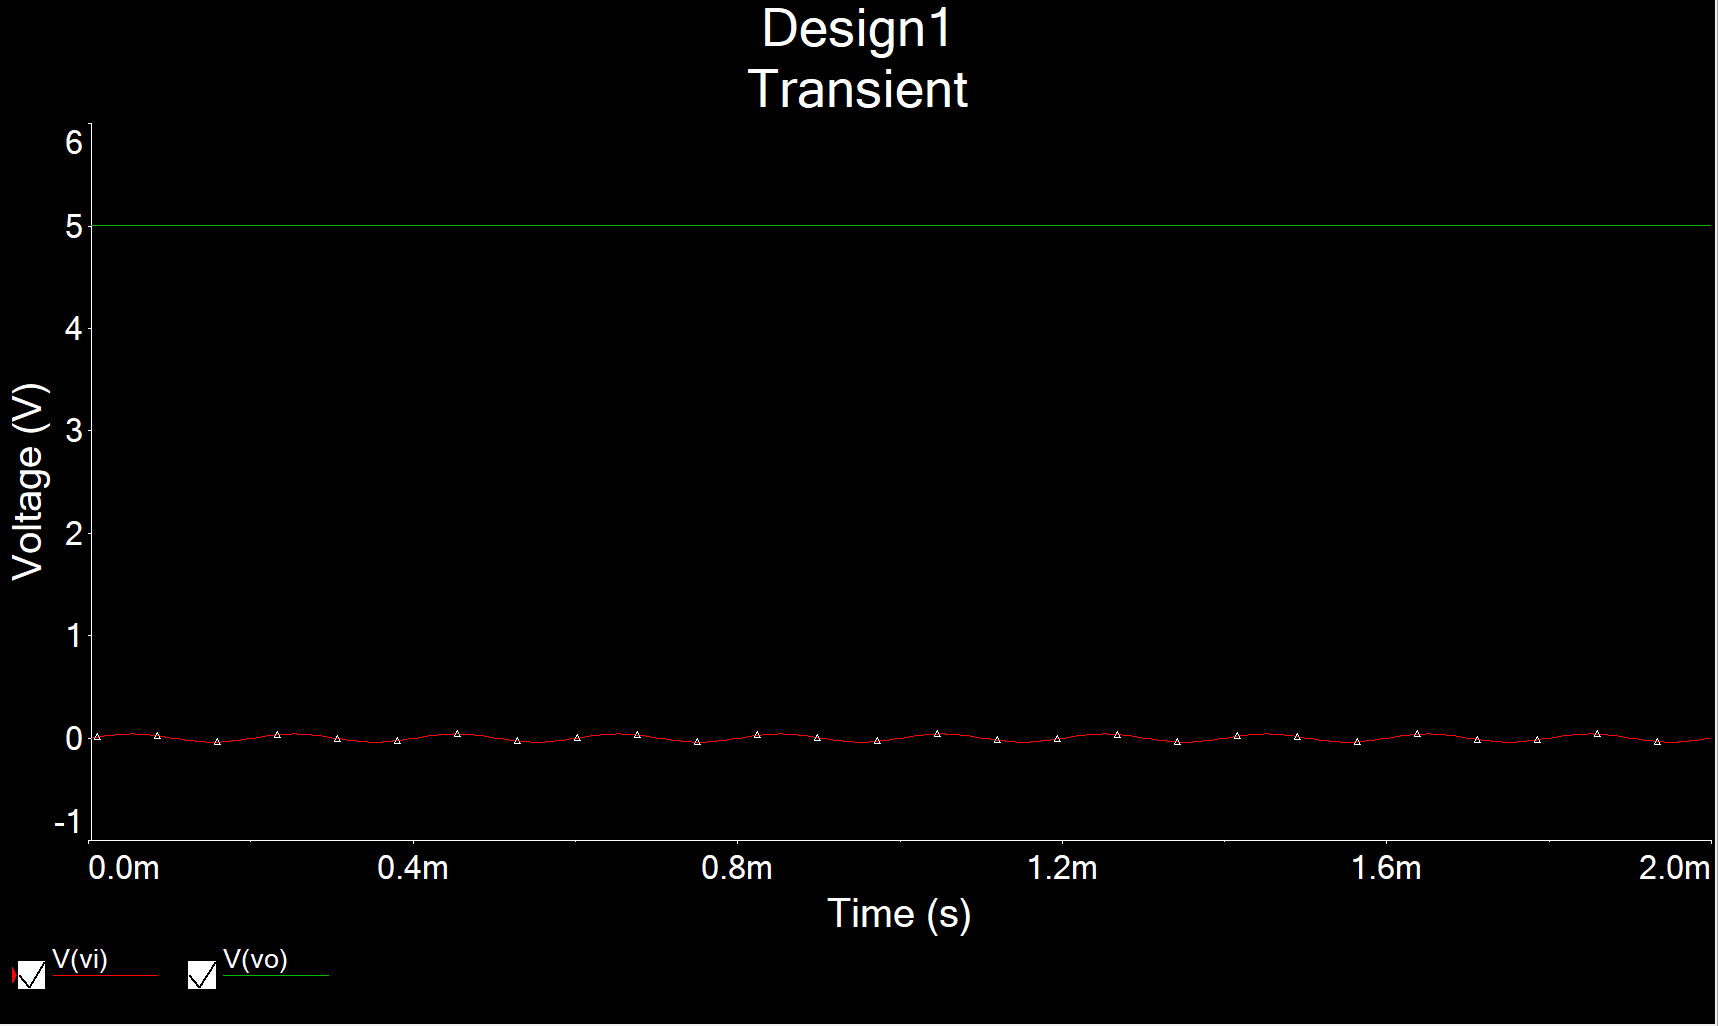 Design1
Transient
6
5
4
3
2
1
0
-1
Voltage (V)
0.0m 0.4m 0.8m 1.2m 1.6m 2.0m
Time (s)
V(vi) V(vo)